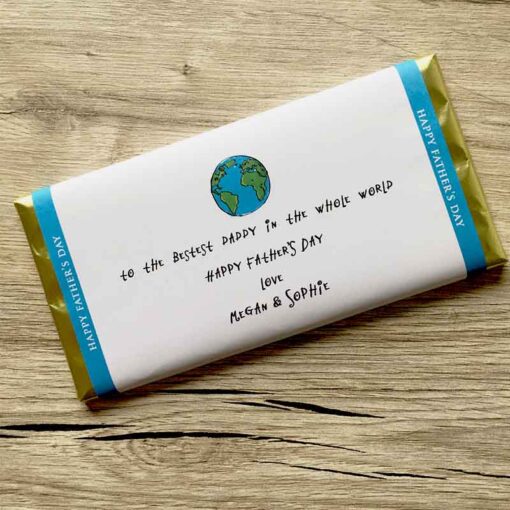 HAPPY FATHER'S DAY
TO THE BESTEST DADDY IN THE WHOLE WORLD
HAPPY FATHER'S DAY
LOVE
MEGAN & SOPHIE
HAPPY FATHER'S DAY